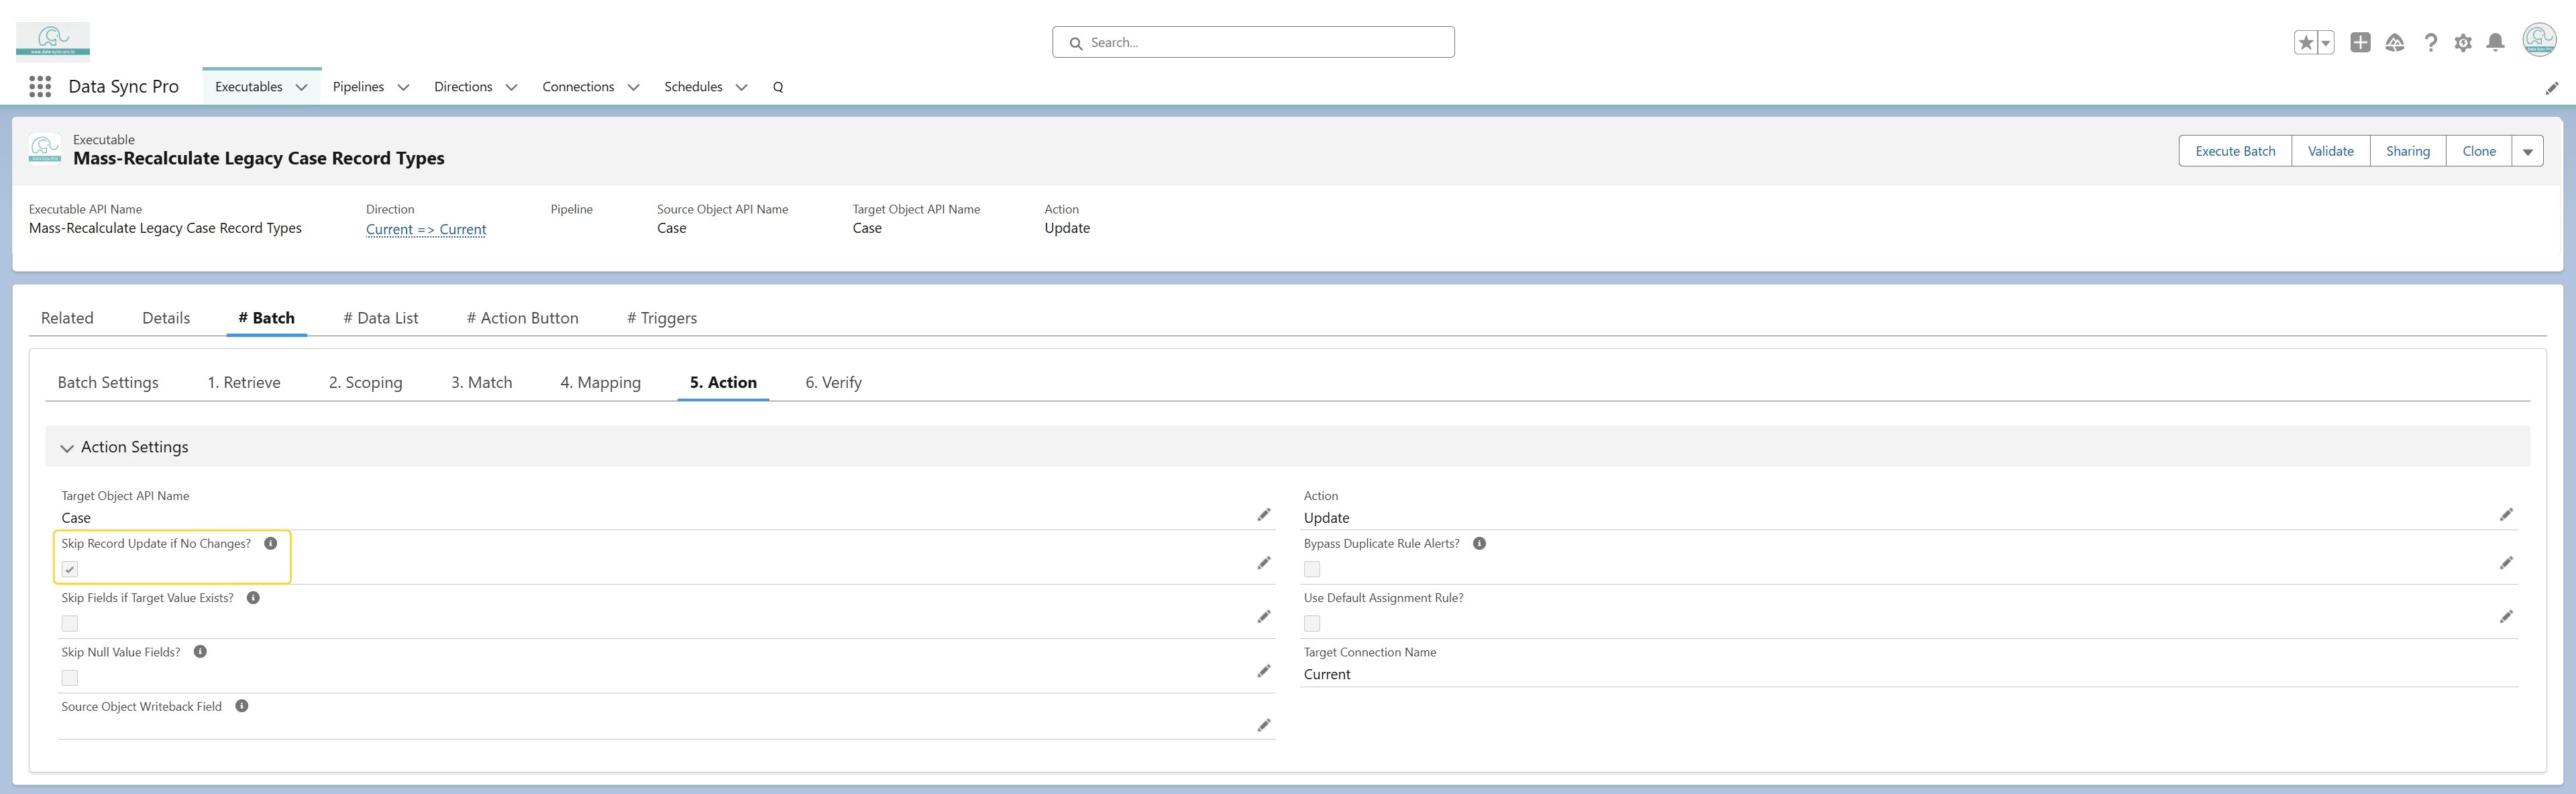 www.data-sync-pro.io
Search...
Data Sync Pro
Executables
Pipelines
Directions
Connections
Schedules
Q
Executable
Mass-Recalculate Legacy Case Record Types
Execute Batch
Validate
Sharing
Clone
Executable API Name
Direction
Pipeline
Source Object API Name
Target Object API Name
Action
Mass-Recalculate Legacy Case Record Types
Current => Current
Case
Case
Update
Related
Details
# Batch
# Data List
# Action Button
# Triggers
Batch Settings
1. Retrieve
2. Scoping
3. Match
4. Mapping
5. Action
6. Verify
Action Settings
Target Object API Name
Case
Action
Update
Skip Record Update if No Changes?
Bypass Duplicate Rule Alerts?
Skip Fields if Target Value Exists?
Use Default Assignment Rule?
Skip Null Value Fields?
Target Connection Name
Current
Source Object Writeback Field